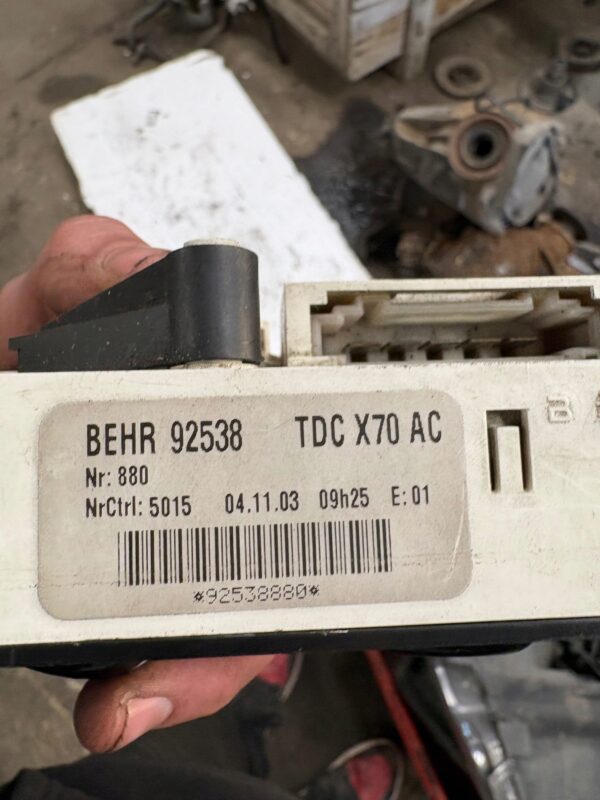 BEHR 92538 TDC X70 AC
Nr: 880
NrCtrl: 5015 04.11.03 09h25 E: 01
*92538880*
B